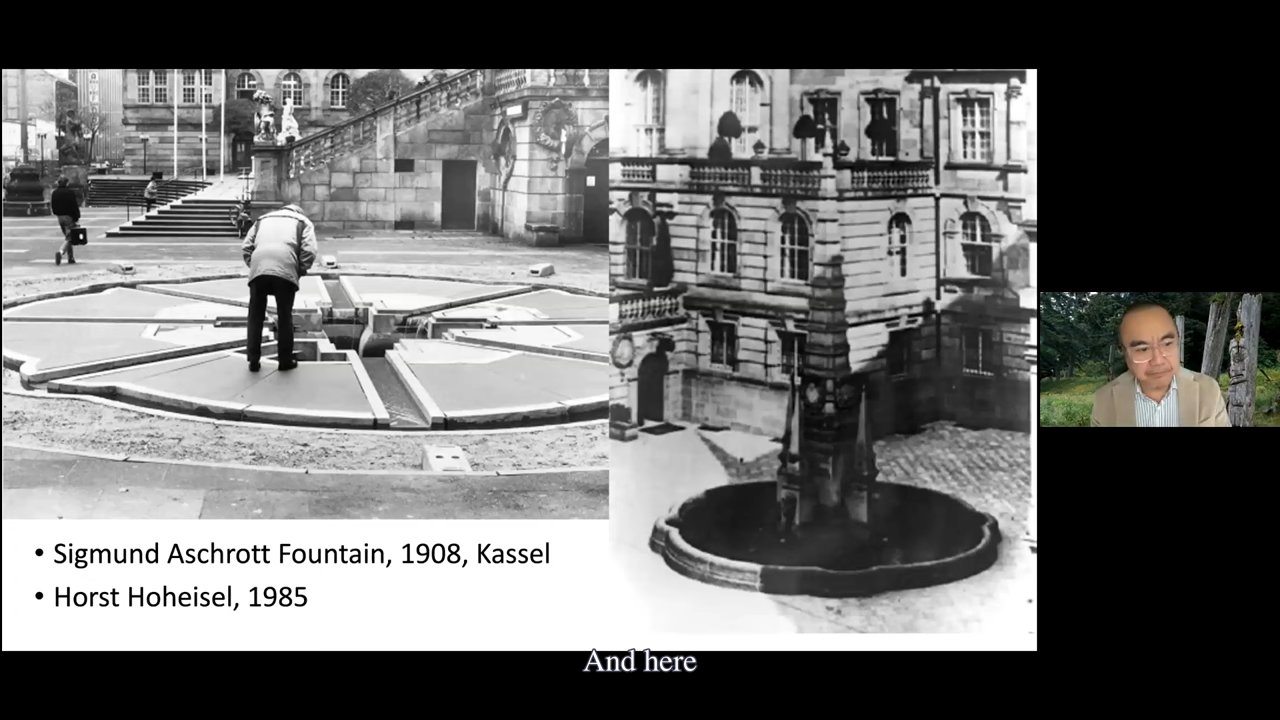 • Sigmund Aschrott Fountain, 1908, Kassel
• Horst Hoheisel, 1985
And here